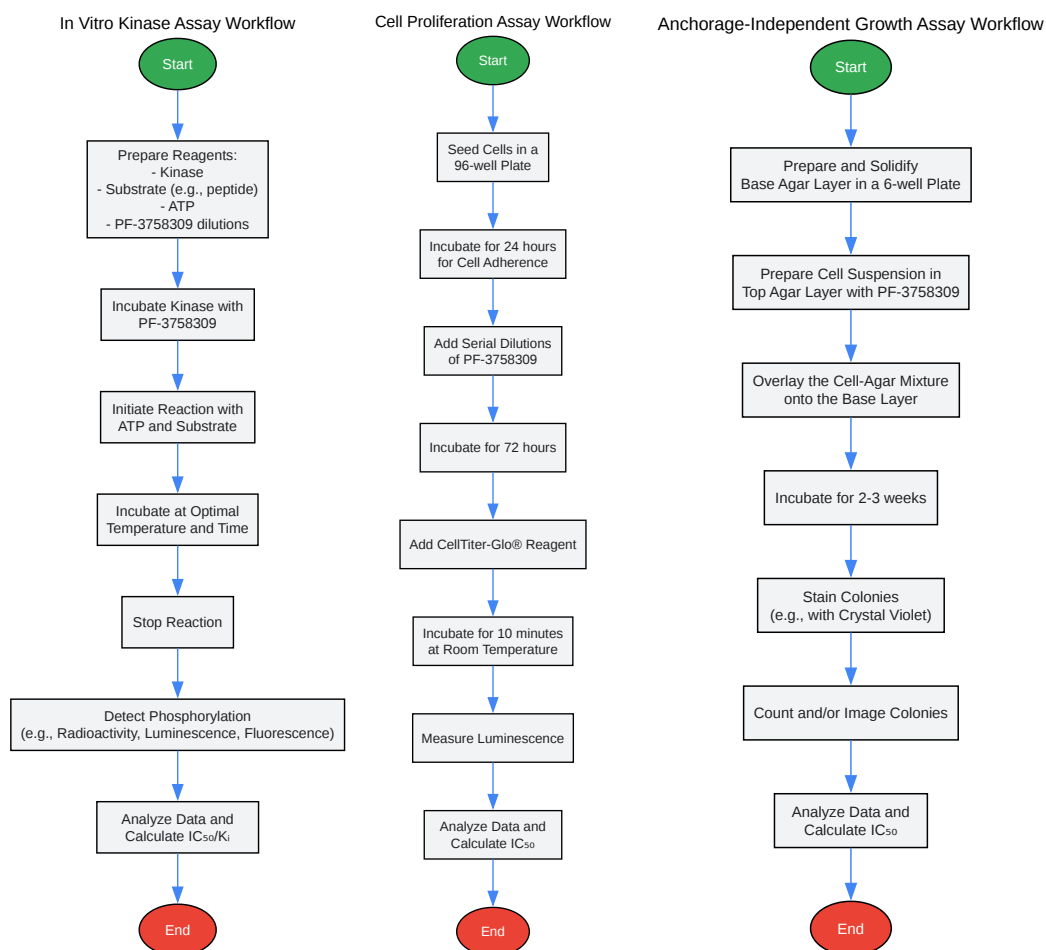 In Vitro Kinase Assay Workflow
Start
Prepare Reagents:
- Kinase
- Substrate (e.g., peptide)
- ATP
- PF-3758309 dilutions
Incubate Kinase with
PF-3758309
Initiate Reaction with
ATP and Substrate
Incubate at Optimal
Temperature and Time
Stop Reaction
Detect Phosphorylation
(e.g., Radioactivity, Luminescence, Fluorescence)
Analyze Data and
Calculate IC₅₀/Kᵢ
End
Cell Proliferation Assay Workflow
Start
Seed Cells in a
96-well Plate
Incubate for 24 hours
for Cell Adherence
Add Serial Dilutions
of PF-3758309
Incubate for 72 hours
Add CellTiter-Glo® Reagent
Incubate for 10 minutes
at Room Temperature
Measure Luminescence
Analyze Data and
Calculate IC₅₀
End
Anchorage-Independent Growth Assay Workflow
Start
Prepare and Solidify
Base Agar Layer in a 6-well Plate
Prepare Cell Suspension in
Top Agar Layer with PF-3758309
Overlay the Cell-Agar Mixture
onto the Base Layer
Incubate for 2-3 weeks
Stain Colonies
(e.g., with Crystal Violet)
Count and/or Image Colonies
Analyze Data and
Calculate IC₅₀
End